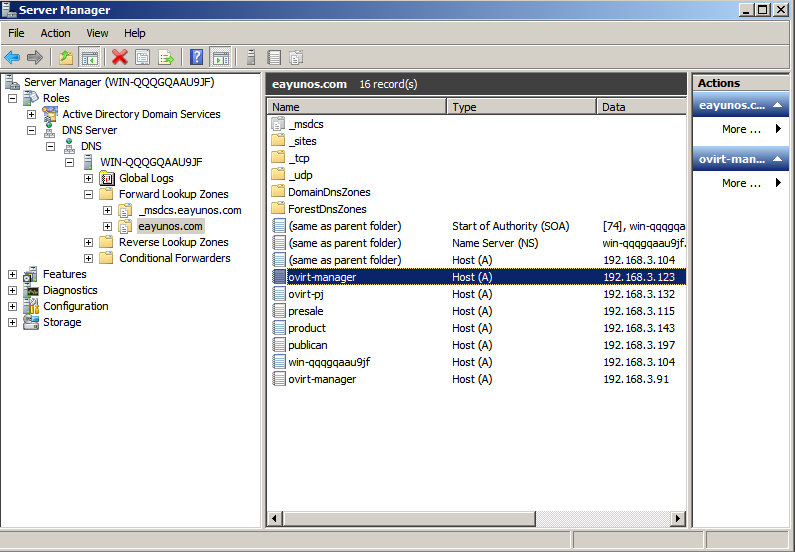 Server Manager
File Action View Help
Server Manager (WIN-QQQGQAAU9JF)
Roles
Active Directory Domain Services
DNS Server
DNS
WIN-QQQGQAAU9JF
Global Logs
Forward Lookup Zones
_msdcs.eayunos.com
eayunos.com
Reverse Lookup Zones
Conditional Forwarders
Features
Diagnostics
Configuration
Storage
eayunos.com 16 record(s)
Name Type Data
_msdcs
_sites
_tcp
_udp
DomainDnsZones
ForestDnsZones
(same as parent folder) Start of Authority (SOA) [74], win-qqqgqa
(same as parent folder) Name Server (NS) win-qqqgqaau9jf.
(same as parent folder) Host (A) 192.168.3.104
ovirt-manager Host (A) 192.168.3.123
ovirt-pj Host (A) 192.168.3.132
presale Host (A) 192.168.3.115
product Host (A) 192.168.3.143
publican Host (A) 192.168.3.197
win-qqqgqaau9jf Host (A) 192.168.3.104
ovirt-manager Host (A) 192.168.3.91
Actions
eayunos.c...
More ...
ovirt-man...
More ...